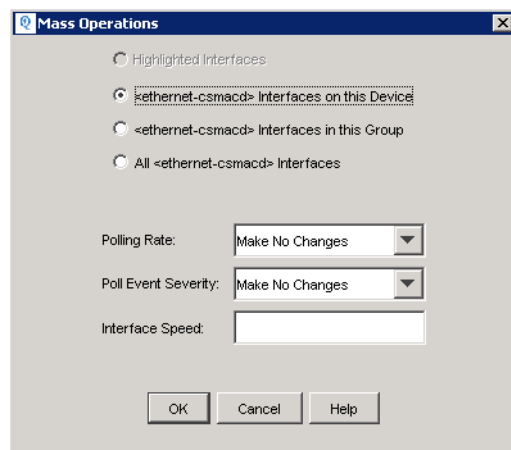 Mass Operations
Highlighted Interfaces
<ethernet-csmacd> Interfaces on this Device
<ethernet-csmacd> Interfaces in this Group
All <ethernet-csmacd> Interfaces
Polling Rate: Make No Changes
Poll Event Severity: Make No Changes
Interface Speed:
OK Cancel Help